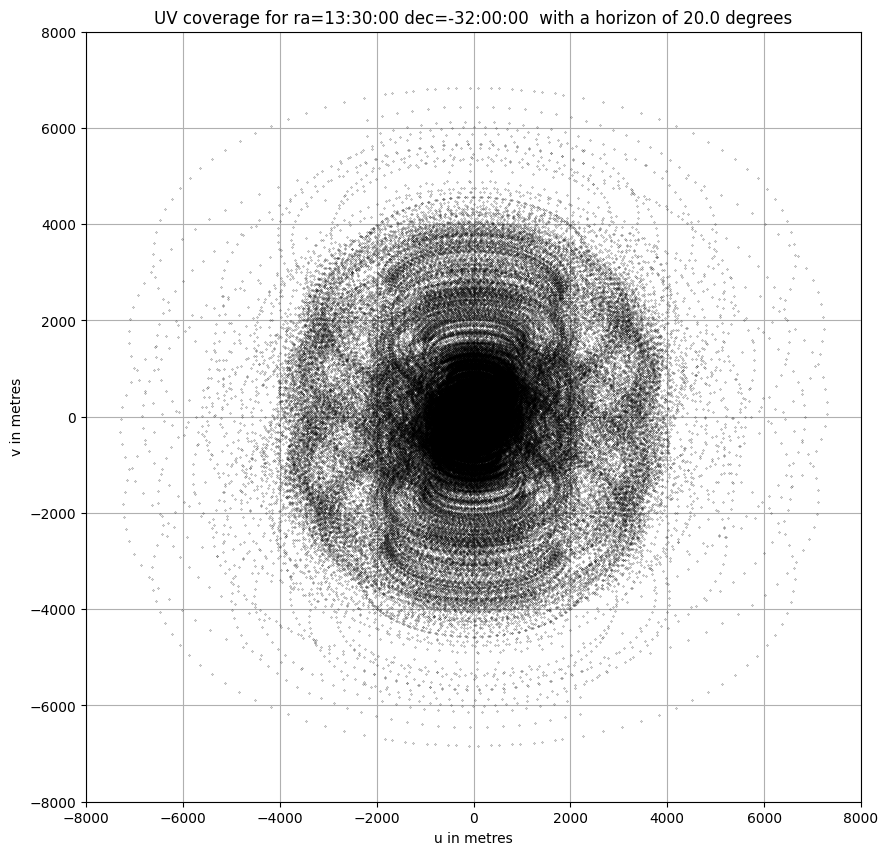 UV coverage for ra=13:30:00 dec=-32:00:00  with a horizon of 20.0 degrees
8000
6000
4000
2000
0
−2000
−4000
−6000
−8000
v in metres
−8000 −6000 −4000 −2000 0 2000 4000 6000 8000
u in metres